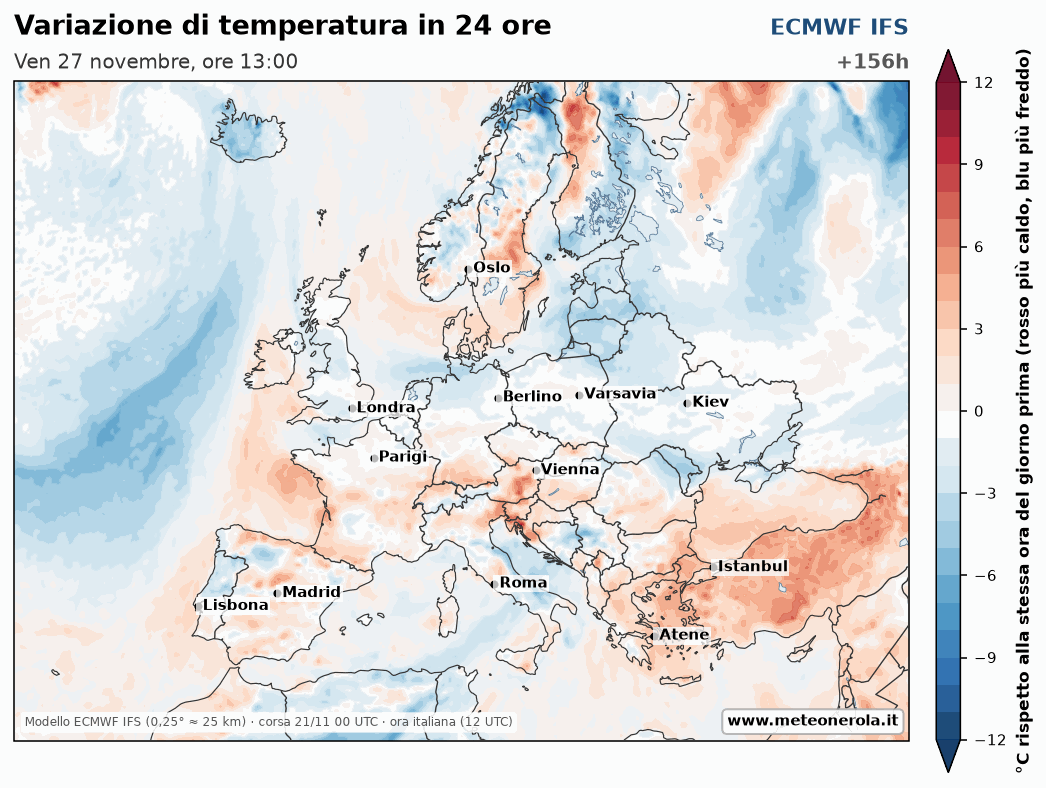 Variazione di temperatura in 24 ore
ECMWF IFS
Ven 27 novembre, ore 13:00
+156h
Oslo
Londra
Berlino
Varsavia
Kiev
Parigi
Vienna
Istanbul
Roma
Madrid
Lisbona
Atene
Modello ECMWF IFS (0,25° ≈ 25 km) · corsa 21/11 00 UTC · ora italiana (12 UTC)
www.meteonerola.it
12
9
6
3
0
−3
−6
−9
−12
°C rispetto alla stessa ora del giorno prima (rosso più caldo, blu più freddo)